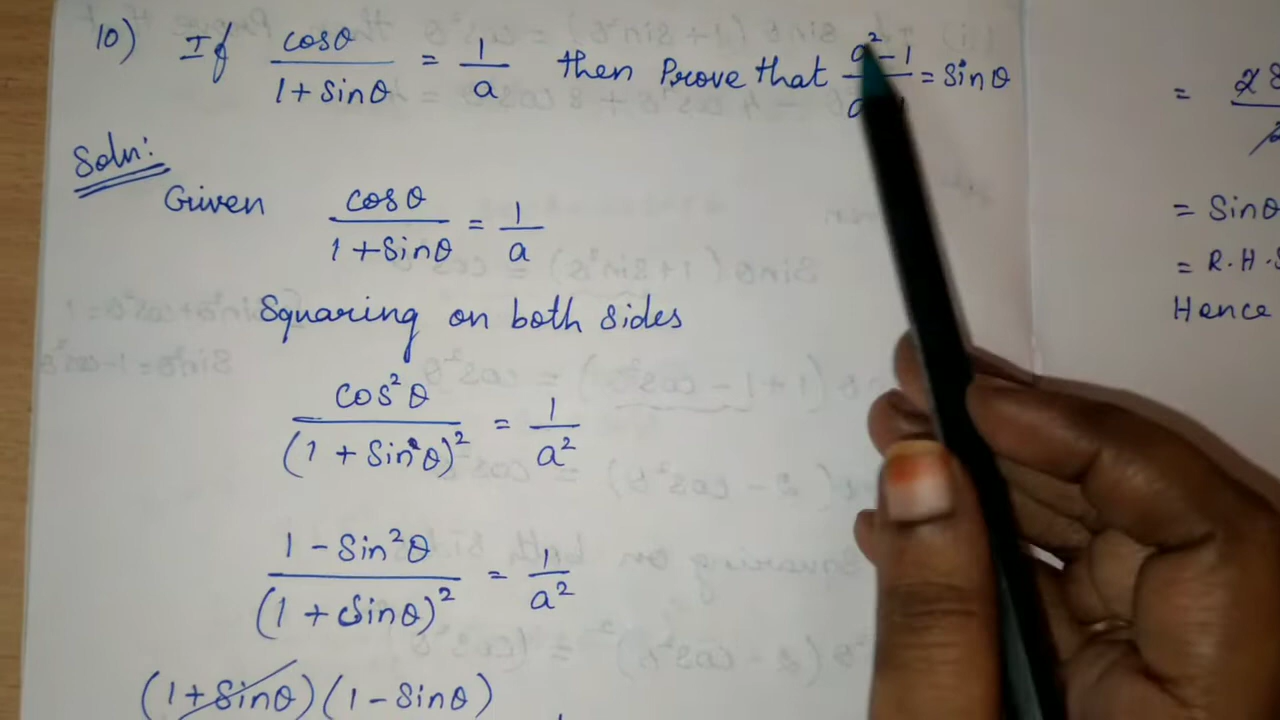 10) If cosθ/(1+sinθ) = 1/a then Prove that a²-1/ = sinθ
Soln:
Given cosθ/(1+sinθ) = 1/a
Squaring on both sides
cos²θ/(1+sin²θ)² = 1/a²
1-sin²θ/(1+sinθ)² = 1/a²
(1+sinθ)(1-sinθ)
=
= sinθ
= R.H.S
Hence